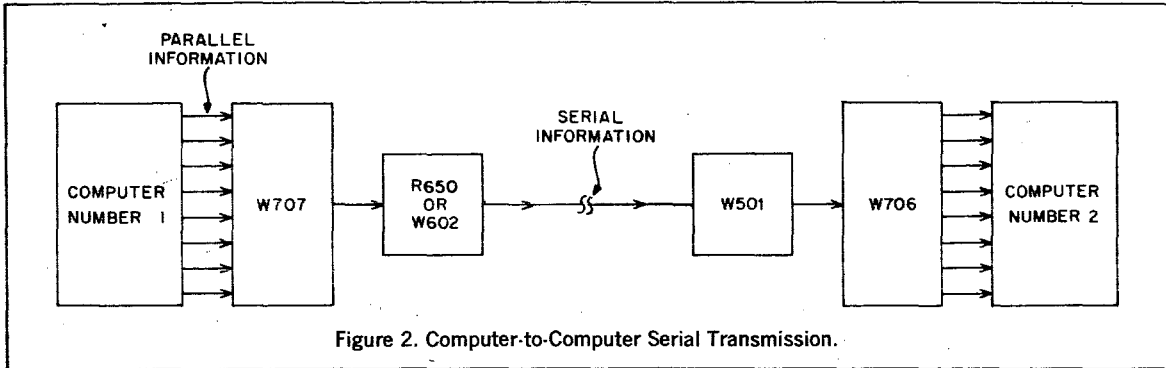 PARALLEL
INFORMATION
SERIAL
INFORMATION
COMPUTER
NUMBER 1
W707
R650
OR
W602
W501
W706
COMPUTER
NUMBER 2
Figure 2. Computer-to-Computer Serial Transmission.